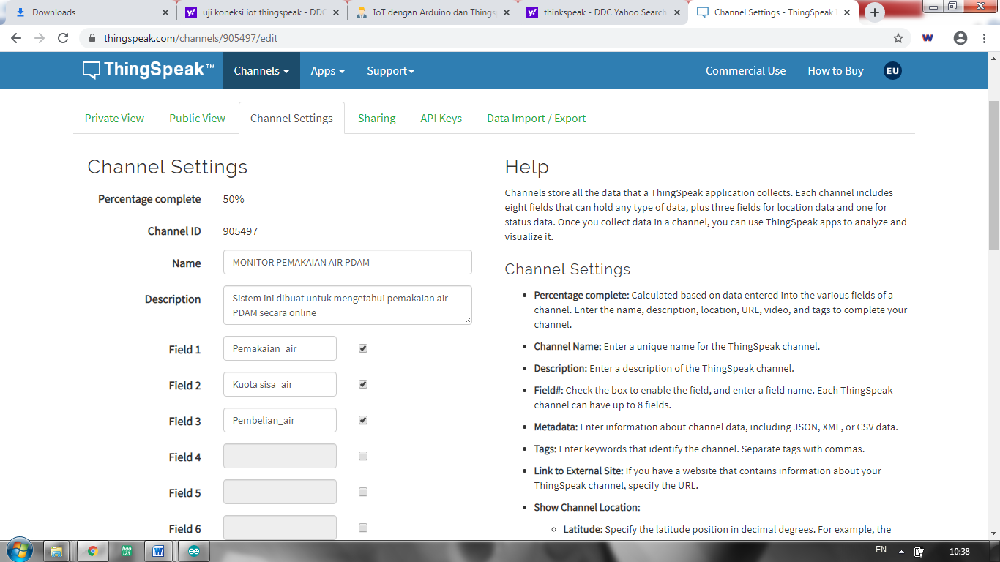 Downloads
uji koneksi iot thingspeak - DDC
IoT dengan Arduino dan Things
thinkspeak - DDC Yahoo Search
Channel Settings - ThingSpeak
thingspeak.com/channels/905497/edit
ThingSpeak™
Channels
Apps
Support
Commercial Use
How to Buy
EU
Private View
Public View
Channel Settings
Sharing
API Keys
Data Import / Export
Channel Settings
Percentage complete 50%
Channel ID 905497
Name MONITOR PEMAKAIAN AIR PDAM
Description Sistem ini dibuat untuk mengetahui pemakaian air
PDAM secara online
Field 1 Pemakaian_air
Field 2 Kuota sisa_air
Field 3 Pembelian_air
Field 4
Field 5
Field 6
Help
Channels store all the data that a ThingSpeak application collects. Each channel includes
eight fields that can hold any type of data, plus three fields for location data and one for
status data. Once you collect data in a channel, you can use ThingSpeak apps to analyze and
visualize it.
Channel Settings
Percentage complete: Calculated based on data entered into the various fields of a
channel. Enter the name, description, location, URL, video, and tags to complete your
channel.
Channel Name: Enter a unique name for the ThingSpeak channel.
Description: Enter a description of the ThingSpeak channel.
Field#: Check the box to enable the field, and enter a field name. Each ThingSpeak
channel can have up to 8 fields.
Metadata: Enter information about channel data, including JSON, XML, or CSV data.
Tags: Enter keywords that identify the channel. Separate tags with commas.
Link to External Site: If you have a website that contains information about your
ThingSpeak channel, specify the URL.
Show Channel Location:
Latitude: Specify the latitude position in decimal degrees. For example, the
hao
123
EN
10:38